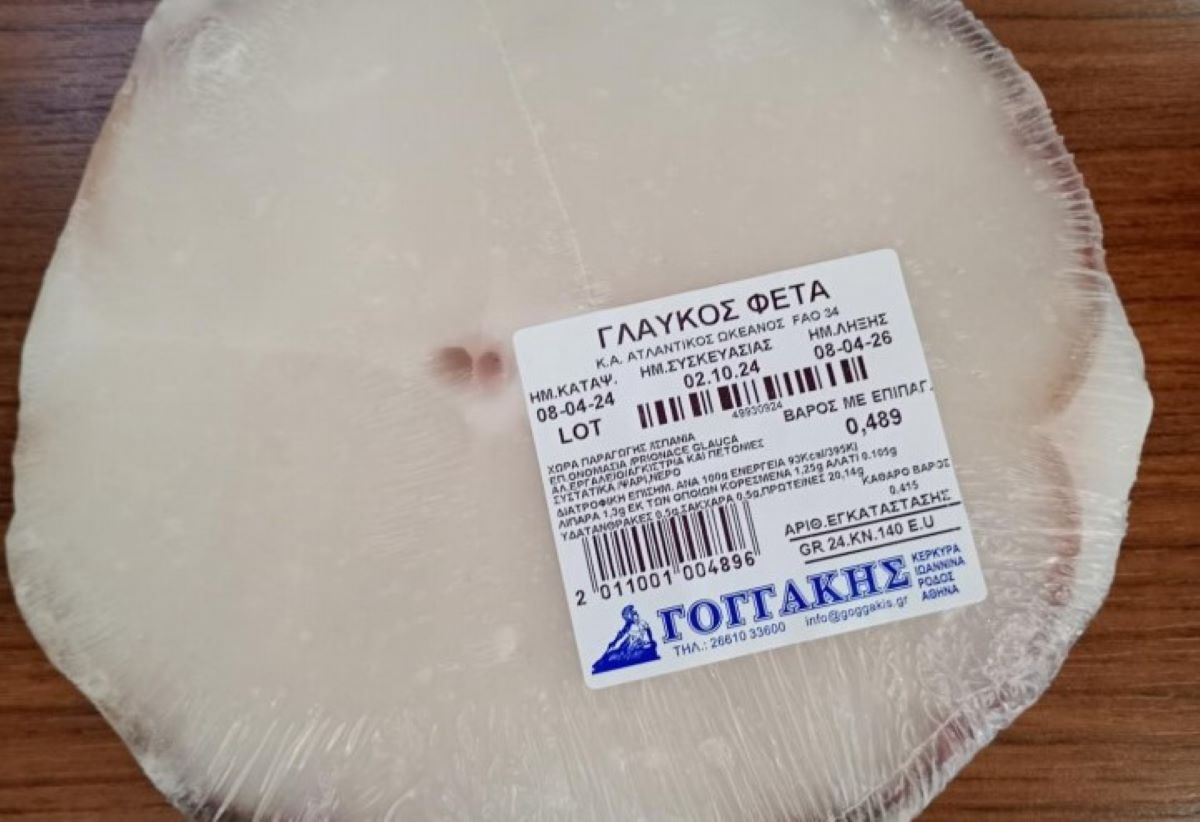 ΓΛΑΥΚΟΣ ΦΕΤΑ
Κ.Α. ΑΤΛΑΝΤΙΚΟΣ ΩΚΕΑΝΟΣ FAO 34
ΗΜ.ΚΑΤΑΨ. ΗΜ.ΣΥΣΚΕΥΑΣΙΑΣ ΗΜ.ΛΗΞΗΣ
08-04-24 02.10.24 08-04-26
LOT 49930924 ΒΑΡΟΣ ΜΕ ΕΠΙΠΑΓ.
0,489
ΧΩΡΑ ΠΑΡΑΓΩΓΗΣ ΙΣΠΑΝΙΑ
ΕΠ.ΟΝΟΜΑΣΙΑ /PRIONACE GLAUCA
ΑΛ.ΕΡΓΑΛΕΙΟ/ΑΓΚΙΣΤΡΙΑ ΚΑΙ ΠΕΤΟΝΙΕΣ
ΣΥΣΤΑΤΙΚΑ /ΨΑΡΙ,ΝΕΡΟ
ΔΙΑΤΡΟΦΙΚΗ ΕΠΙΣΗΜ. ΑΝΑ 100g ΕΝΕΡΓΕΙΑ 93Kcal/395Kj
ΛΙΠΑΡΑ 1,3g ΕΚ ΤΩΝ ΟΠΟΙΩΝ ΚΟΡΕΣΜΕΝΑ 1,25g ΑΛΑΤΙ 0.105g
ΥΔΑΤΑΝΘΡΑΚΕΣ 0,5g ΣΑΚΧΑΡΑ 0,5g,ΠΡΩΤΕΙΝΕΣ 20,14g
ΚΑΘΑΡΟ ΒΑΡΟΣ
0,415
ΑΡΙΘ.ΕΓΚΑΤΑΣΤΑΣΗΣ
GR 24.KN.140 E.U
2 011001 004896
ΓΟΓΓΑΚΗΣ
ΚΕΡΚΥΡΑ
ΙΩΑΝΝΙΝΑ
ΡΟΔΟΣ
ΑΘΗΝΑ
ΤΗΛ.: 26610 33600 info@goggakis.gr